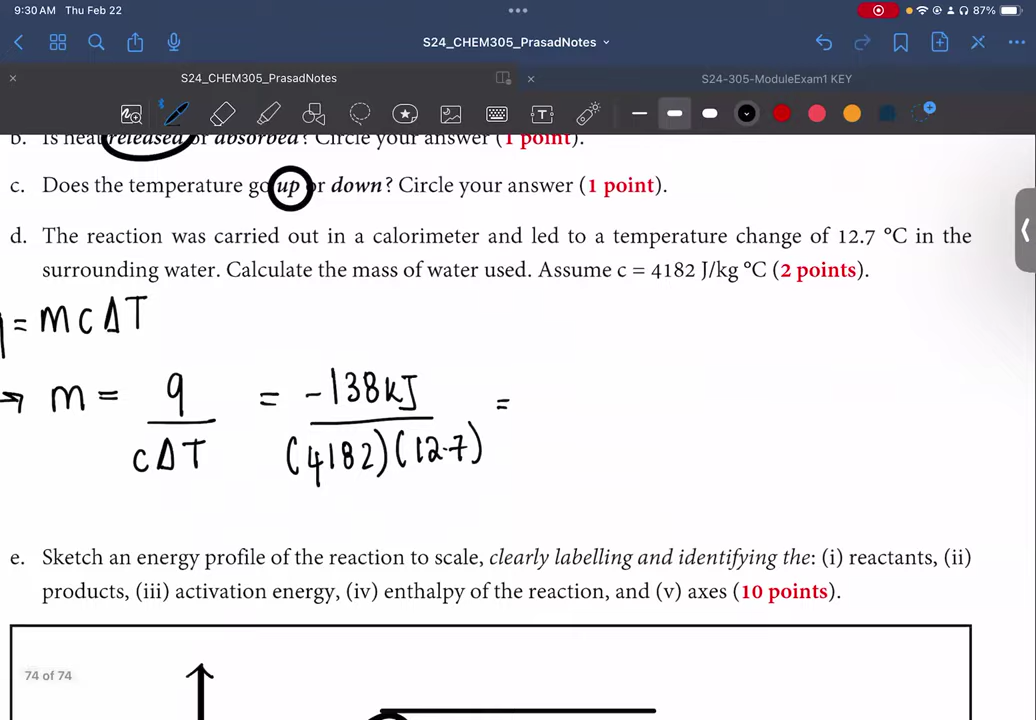 9:30 AM Thu Feb 22
87%
S24_CHEM305_PrasadNotes
S24_CHEM305_PrasadNotes
S24-305-ModuleExam1 KEY
b. Is heat released or absorbed? Circle your answer (1 point).
c. Does the temperature go up or down? Circle your answer (1 point).
d. The reaction was carried out in a calorimeter and led to a temperature change of 12.7 °C in the
surrounding water. Calculate the mass of water used. Assume c = 4182 J/kg °C (2 points).
= mcΔT
→ m = q / cΔT = -138kJ / (4182)(12.7) =
e. Sketch an energy profile of the reaction to scale, clearly labelling and identifying the: (i) reactants, (ii)
products, (iii) activation energy, (iv) enthalpy of the reaction, and (v) axes (10 points).
74 of 74